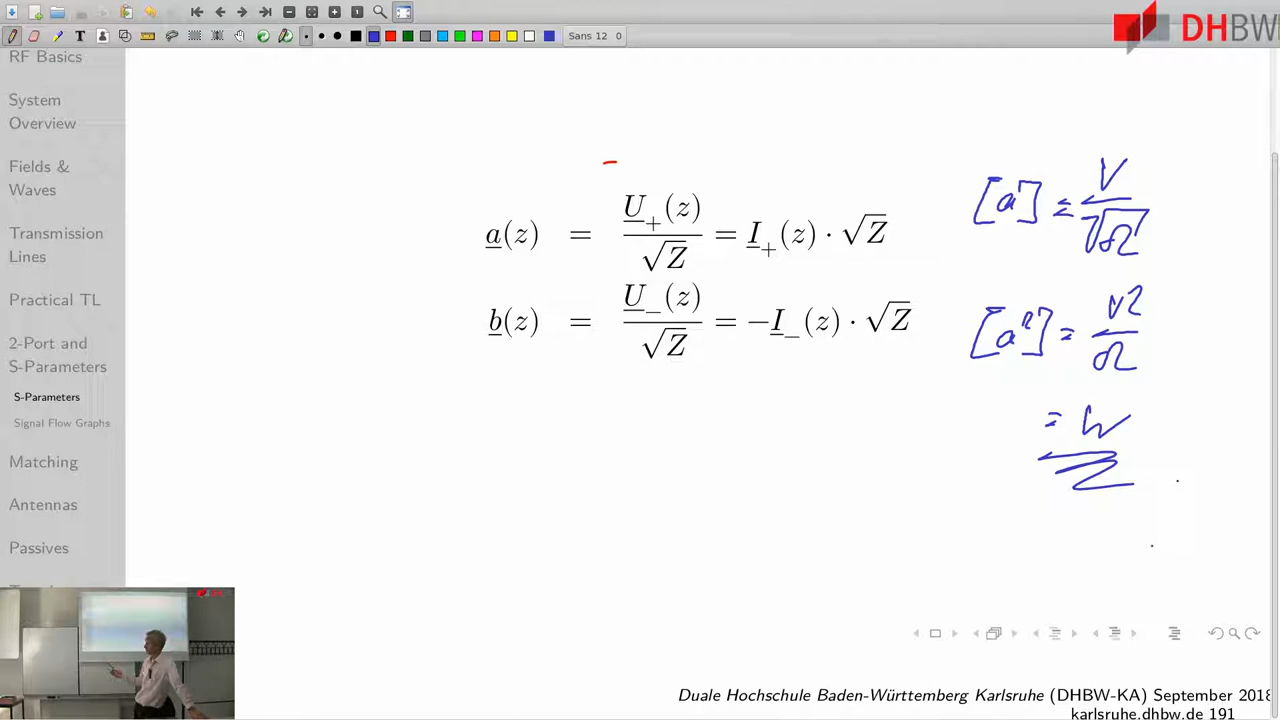 Sans 12 0
DHBW
RF Basics
System
Overview
Fields &
Waves
Transmission
Lines
Practical TL
2-Port and
S-Parameters
S-Parameters
Signal Flow Graphs
Matching
Antennas
Passives
a(z) = U₊(z)/√Z = I₊(z) · √Z
b(z) = U₋(z)/√Z = −I₋(z) · √Z
[a] = V/√Ω
[a²] = V²/Ω
= W
Duale Hochschule Baden-Württemberg Karlsruhe (DHBW-KA) September 2018
karlsruhe.dhbw.de 191